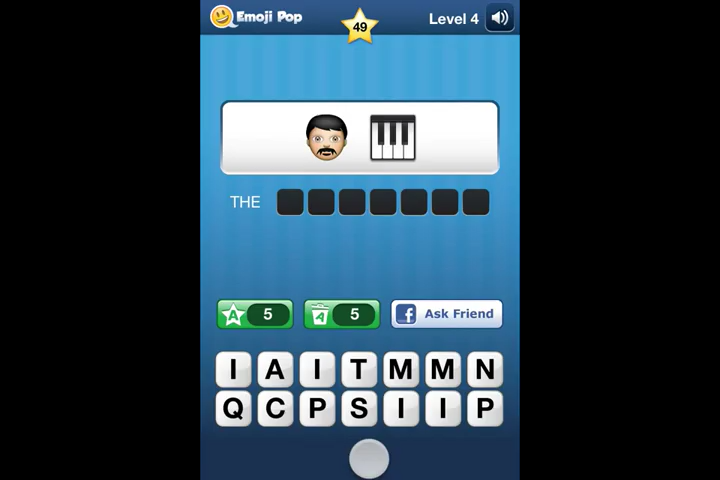 Emoji Pop
49
Level 4
THE
A 5
A 5
f Ask Friend
I A I T M M N
Q C P S I I P